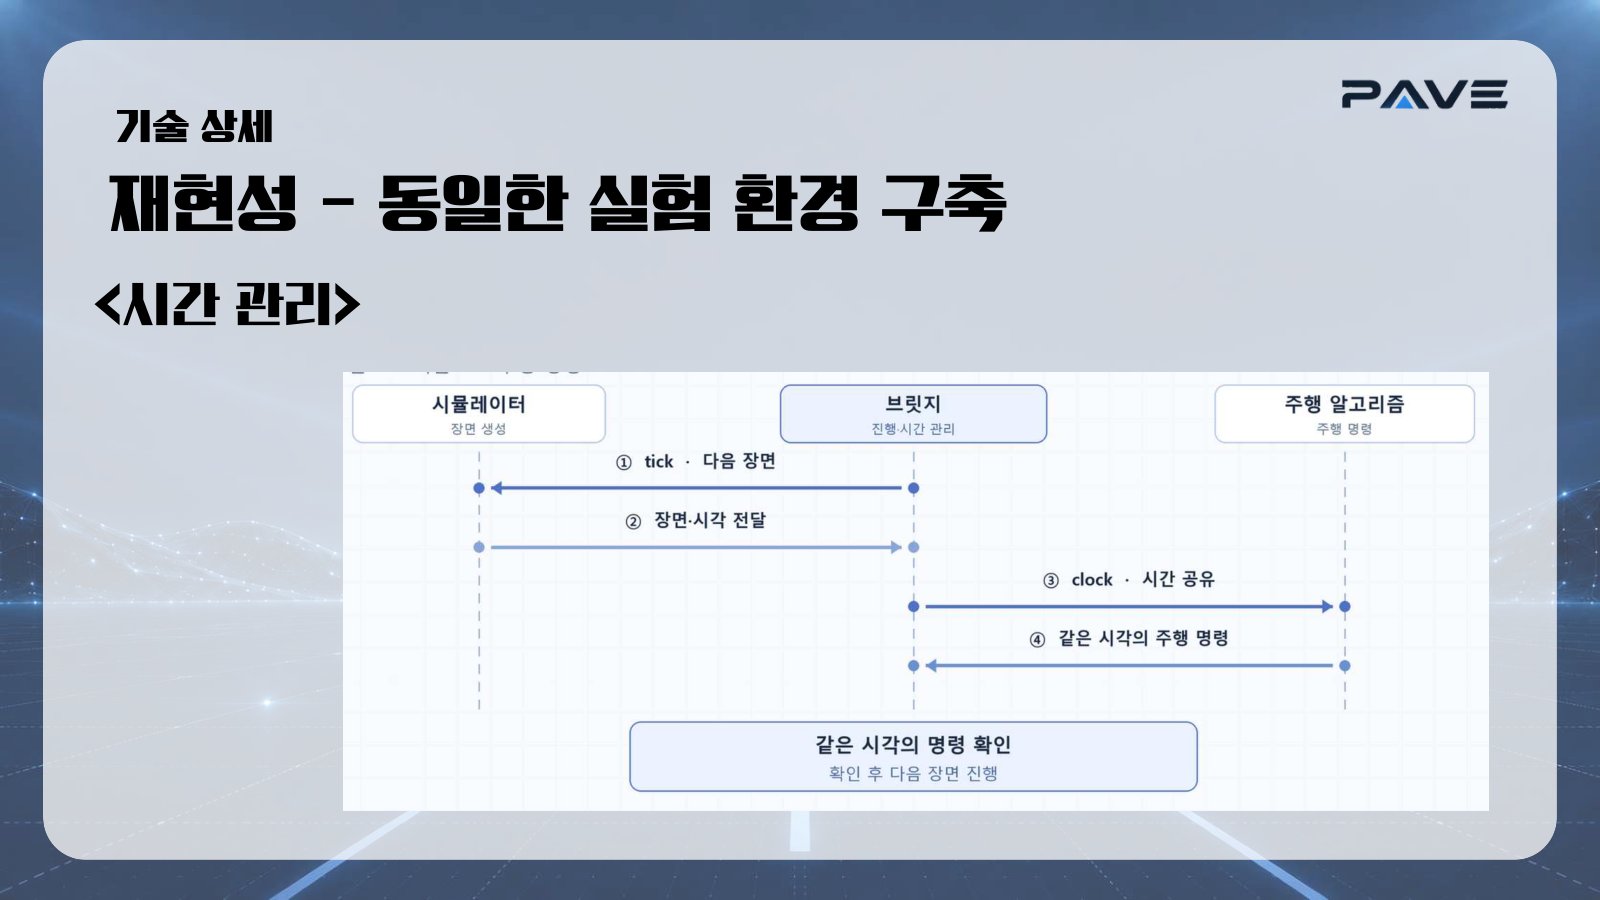 PAVE
기술 상세
재현성 - 동일한 실험 환경 구축
<시간 관리>
시뮬레이터
장면 생성
브릿지
진행·시간 관리
주행 알고리즘
주행 명령
① tick · 다음 장면
② 장면·시각 전달
③ clock · 시간 공유
④ 같은 시각의 주행 명령
같은 시각의 명령 확인
확인 후 다음 장면 진행